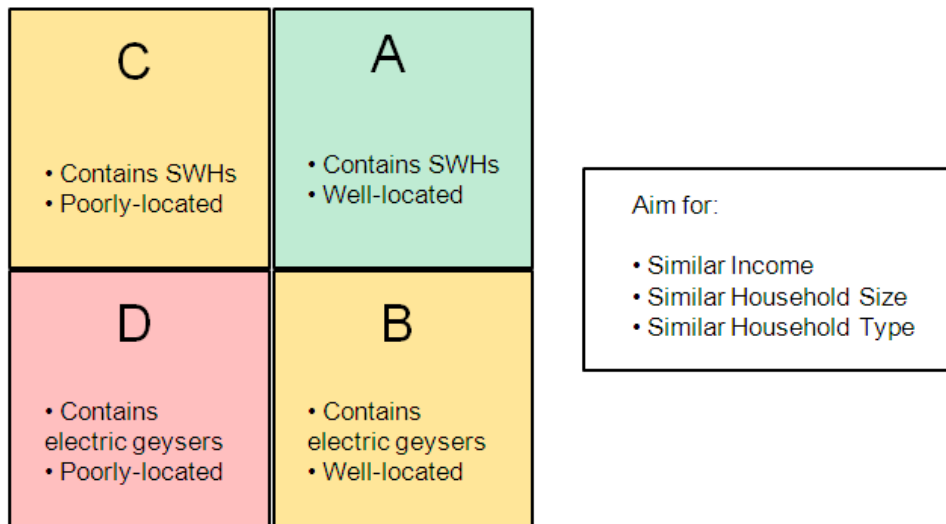 C
• Contains SWHs
• Poorly-located
A
• Contains SWHs
• Well-located
D
• Contains
electric geysers
• Poorly-located
B
• Contains
electric geysers
• Well-located
Aim for:
• Similar Income
• Similar Household Size
• Similar Household Type